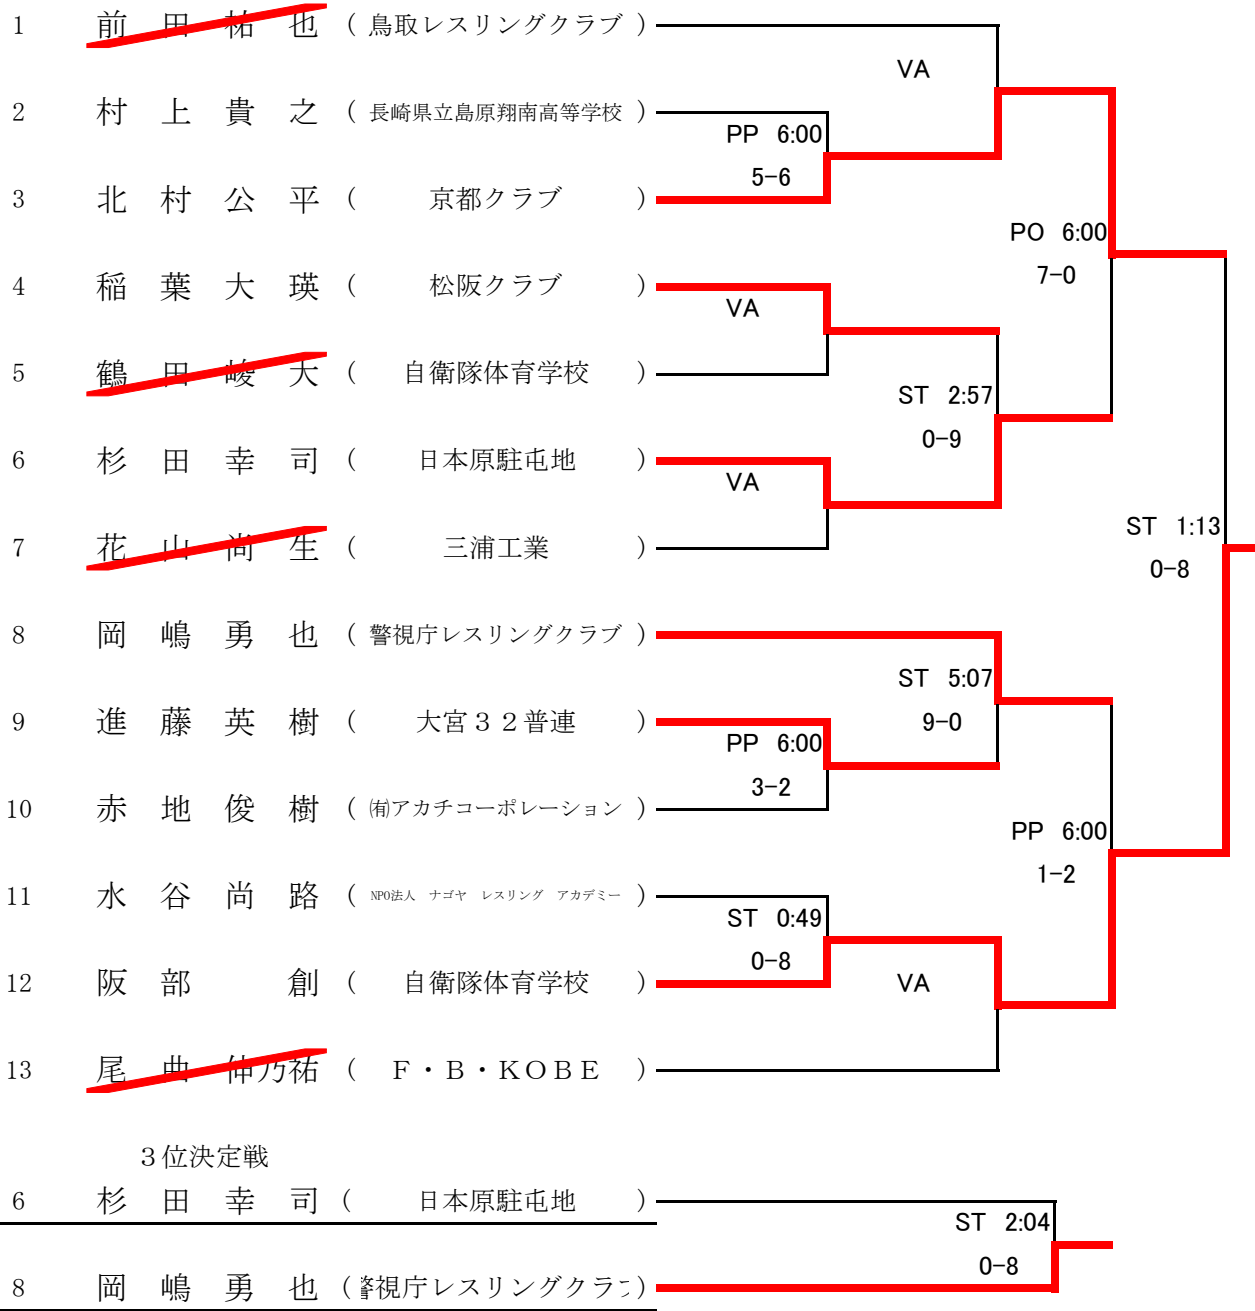 1 前田祐也 ( 鳥取レスリングクラブ )
VA
2 村上貴之 ( 長崎県立島原翔南高等学校 )
PP 6:00
5-6
3 北村公平 ( 京都クラブ )
PO 6:00
7-0
4 稲葉大瑛 ( 松阪クラブ )
VA
5 鶴田峻大 ( 自衛隊体育学校 )
ST 2:57
0-9
6 杉田幸司 ( 日本原駐屯地 )
VA
ST 1:13
0-8
7 花山尚生 ( 三浦工業 )
8 岡嶋勇也 ( 警視庁レスリングクラブ )
ST 5:07
9-0
9 進藤英樹 ( 大宮３２普連 )
PP 6:00
3-2
10 赤地俊樹 ( ㈲アカチコーポレーション )
PP 6:00
1-2
11 水谷尚路 ( NPO法人 ナゴヤ レスリング アカデミー )
ST 0:49
0-8
12 阪部 創 ( 自衛隊体育学校 )
VA
13 尾曲伸乃祐 ( Ｆ・Ｂ・ＫＯＢＥ )
３位決定戦
6 杉田幸司 ( 日本原駐屯地 )
ST 2:04
0-8
8 岡嶋勇也 ( 警視庁レスリングクラブ )